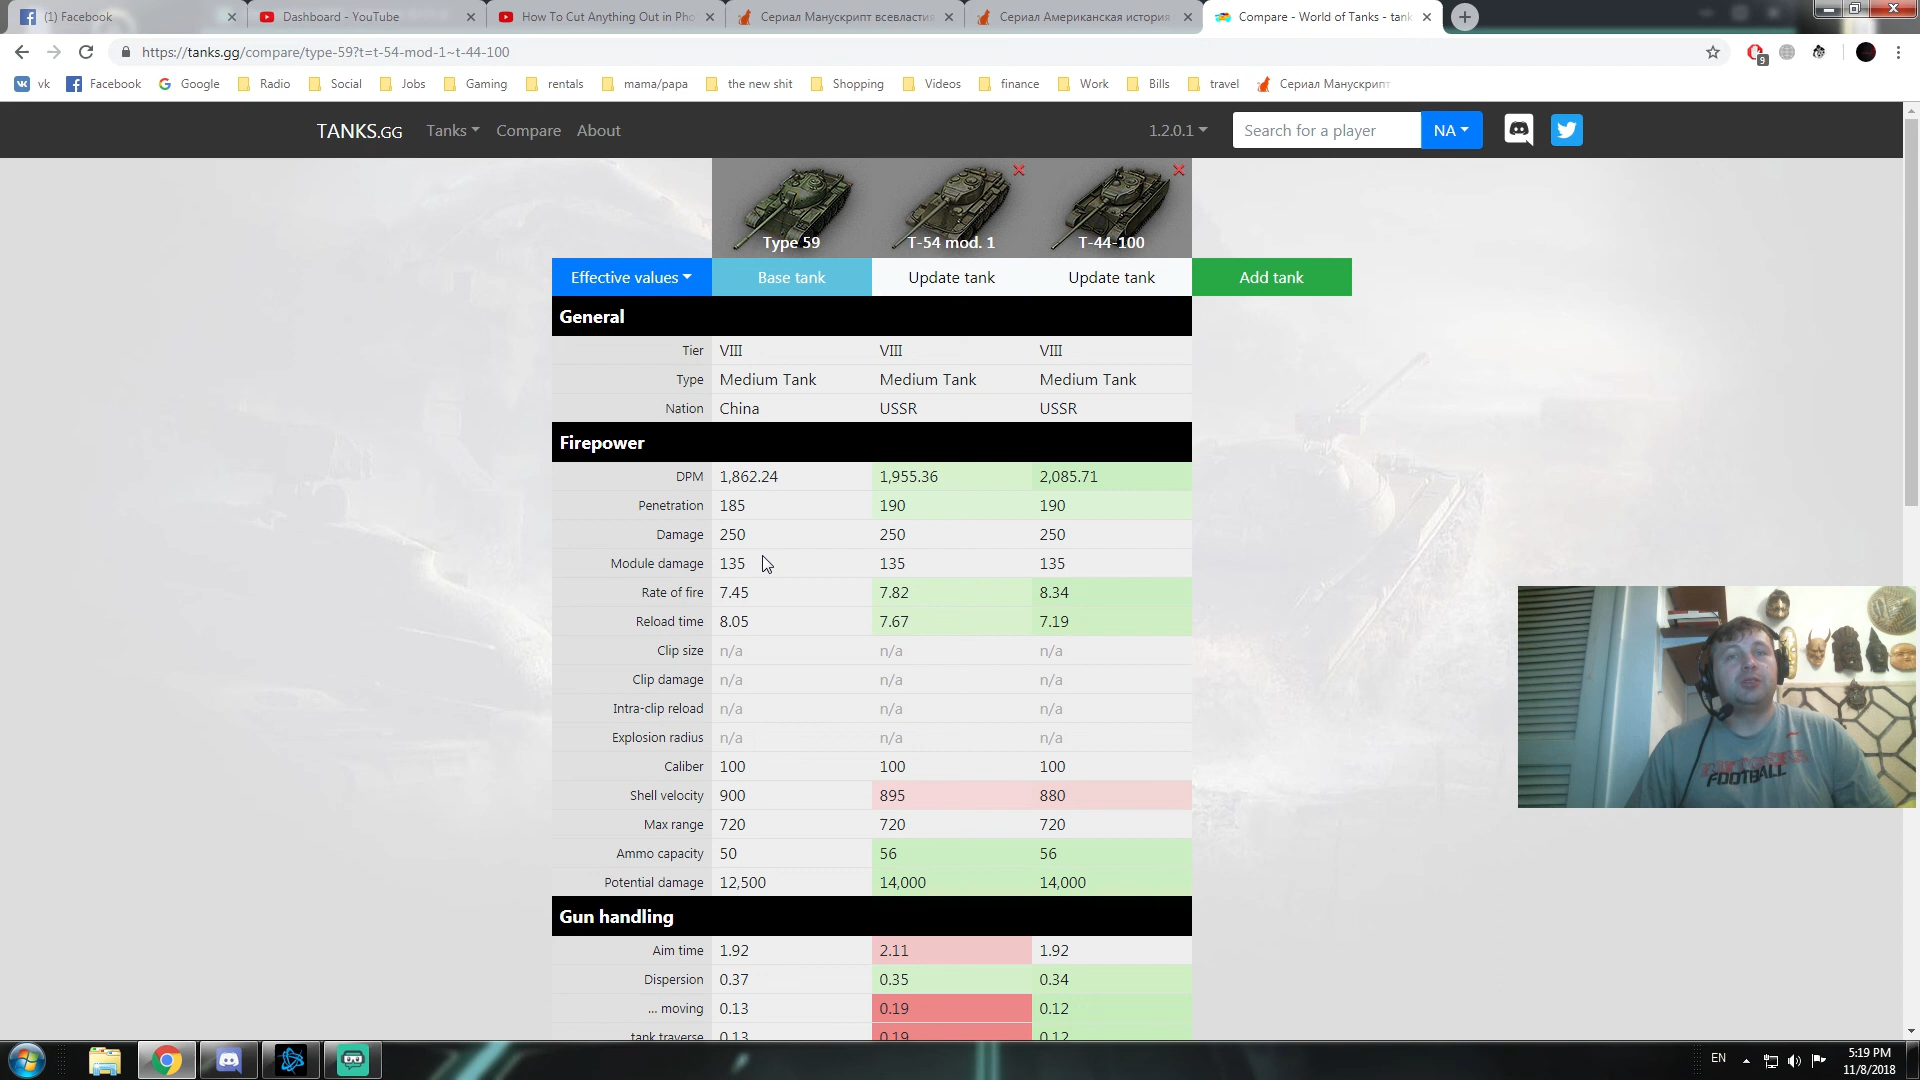 (1) Facebook
Dashboard - YouTube
How To Cut Anything Out in Pho
Сериал Манускрипт всевластия
Сериал Американская история
Compare - World of Tanks - tank
https://tanks.gg/compare/type-59?t=t-54-mod-1~t-44-100
9
vk Facebook Google Radio Social Jobs Gaming rentals mama/papa the new shit Shopping Videos finance Work Bills travel Сериал Манускрипт
TANKS.GG Tanks Compare About 1.2.0.1 Search for a player NA
Type 59 T-54 mod. 1 T-44-100
Effective values Base tank Update tank Update tank Add tank
General
Tier VIII VIII VIII
Type Medium Tank Medium Tank Medium Tank
Nation China USSR USSR
Firepower
DPM 1,862.24 1,955.36 2,085.71
Penetration 185 190 190
Damage 250 250 250
Module damage 135 135 135
Rate of fire 7.45 7.82 8.34
Reload time 8.05 7.67 7.19
Clip size n/a n/a n/a
Clip damage n/a n/a n/a
Intra-clip reload n/a n/a n/a
Explosion radius n/a n/a n/a
Caliber 100 100 100
Shell velocity 900 895 880
Max range 720 720 720
Ammo capacity 50 56 56
Potential damage 12,500 14,000 14,000
Gun handling
Aim time 1.92 2.11 1.92
Dispersion 0.37 0.35 0.34
... moving 0.13 0.19 0.12
tank traverse 0.13 0.19 0.12
FOOTBALL
EN
5:19 PM
11/8/2018